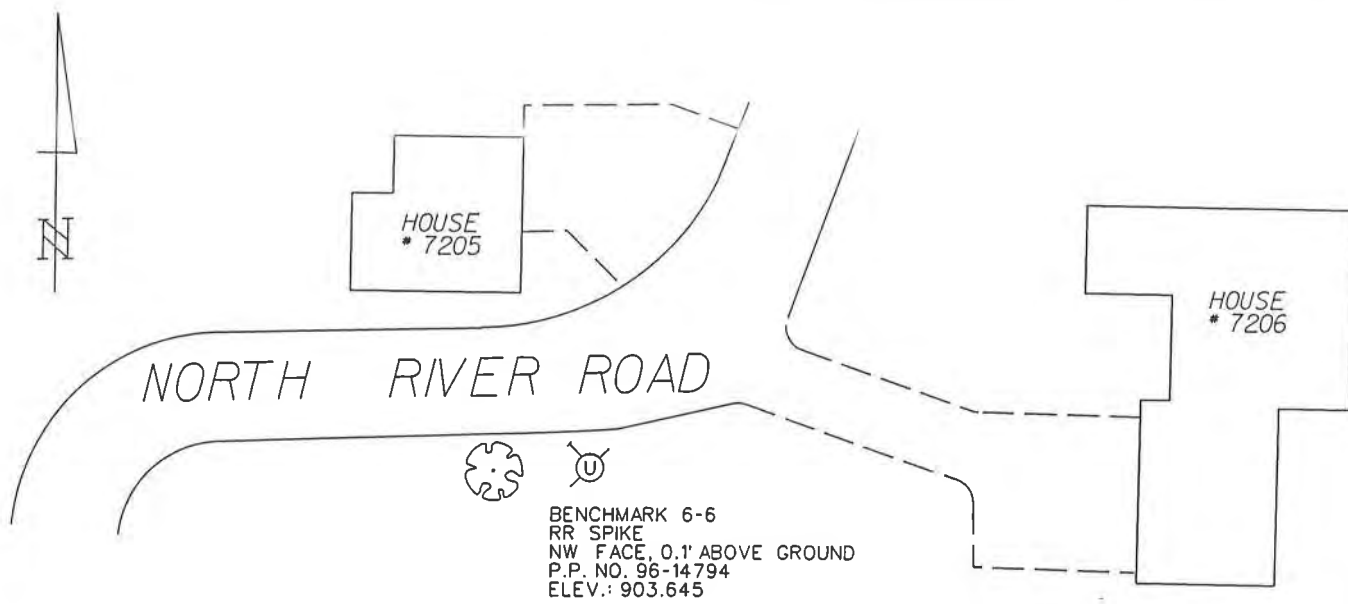 N
HOUSE
# 7205
HOUSE
# 7206
NORTH RIVER ROAD
U
BENCHMARK 6-6
RR SPIKE
NW FACE, 0.1' ABOVE GROUND
P.P. NO. 96-14794
ELEV.: 903.645